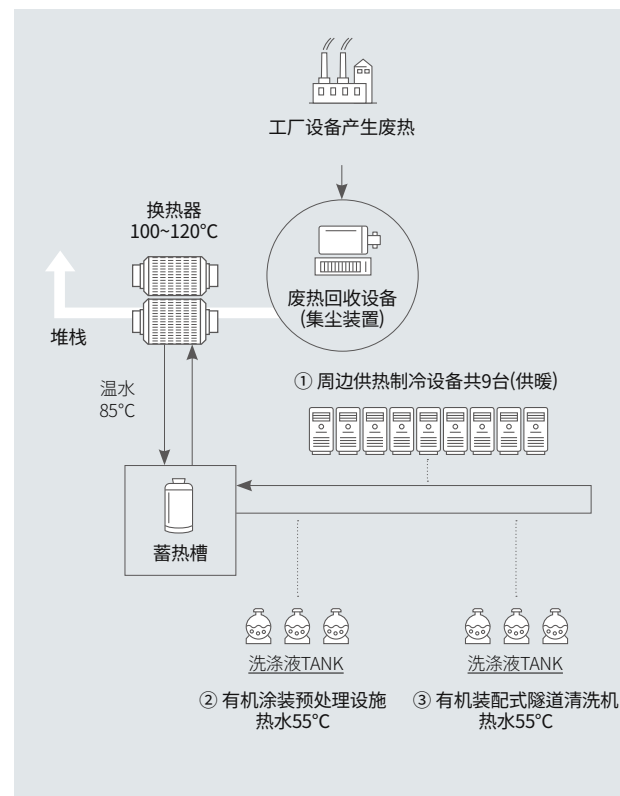 工厂设备产生废热
换热器
100~120°C
废热回收设备
(集尘装置)
堆栈
① 周边供热制冷设备共9台(供暖)
温水
85°C
蓄热槽
洗涤液TANK
洗涤液TANK
② 有机涂装预处理设施
热水55°C
③ 有机装配式隧道清洗机
热水55°C